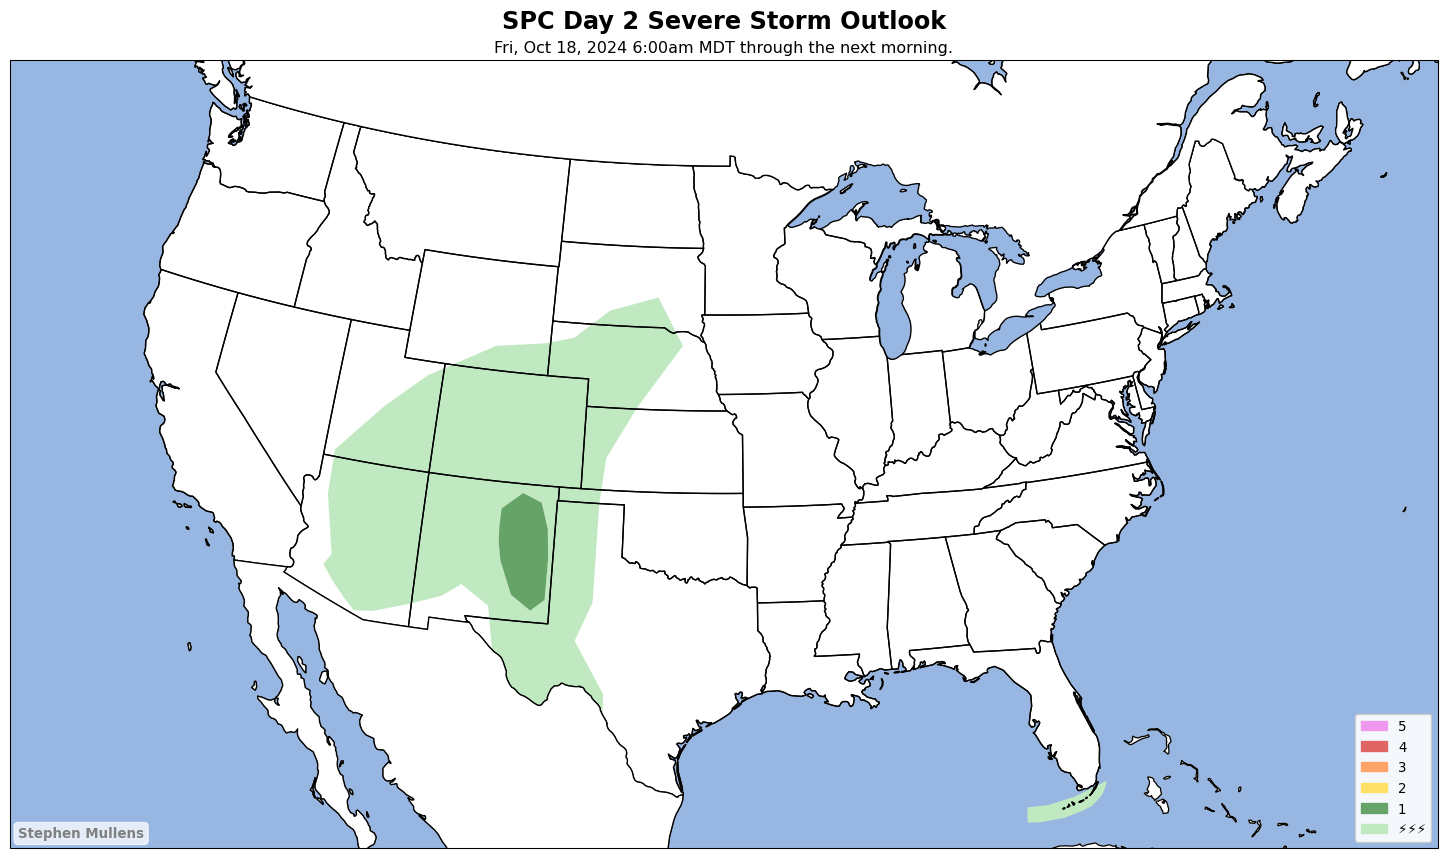 SPC Day 2 Severe Storm Outlook
Fri, Oct 18, 2024 6:00am MDT through the next morning.
5
4
3
2
1
⚡⚡⚡
Stephen Mullens